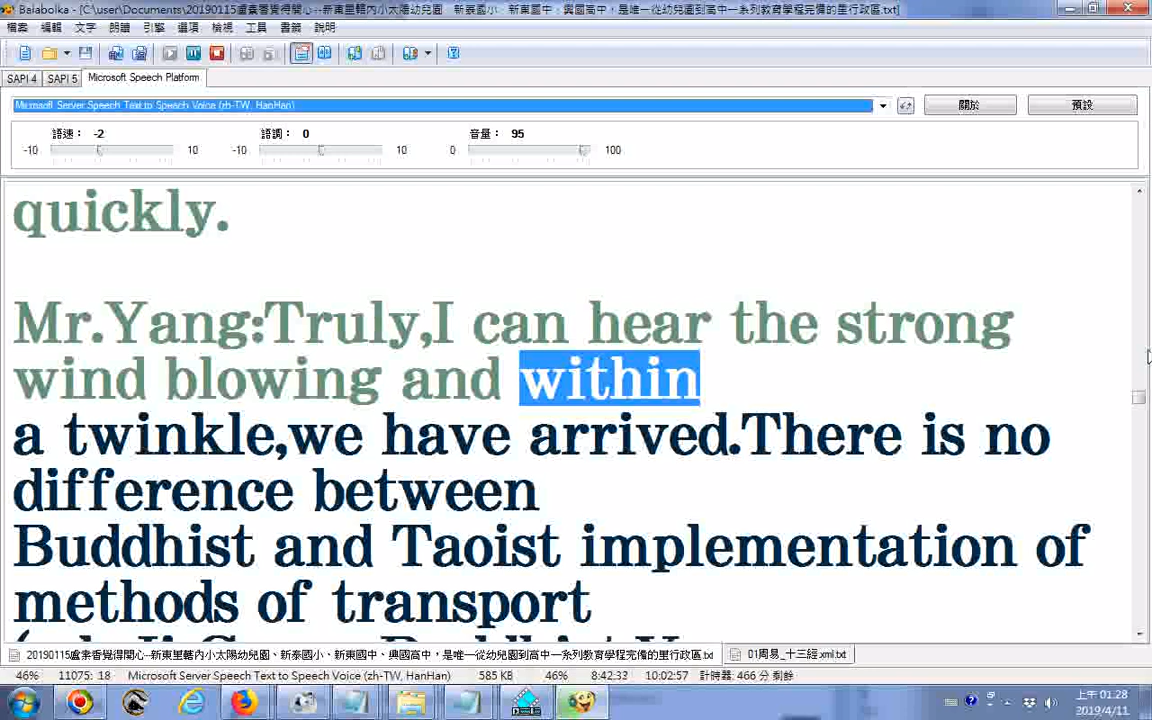 Balabolka - [C:\user\Documents\20190115盧素香覺得開心--新東里轄內小太陽幼兒園、新泰國小、新東國中、興國高中，是唯一從幼兒園到高中一系列教育學程完備的里行政區.txt]
檔案 編輯 文字 朗讀 引擎 選項 檢視 工具 書籤 說明
SAPI 4 SAPI 5 Microsoft Speech Platform
Microsoft Server Speech Text to Speech Voice (zh-TW, HanHan) 關於 預設
語速： -2 語調： 0 音量： 95
-10 10 -10 10 0 100
quickly.
Mr.Yang:Truly,I can hear the strong
wind blowing and within
a twinkle,we have arrived.There is no
difference between
Buddhist and Taoist implementation of
methods of transport
20190115盧素香覺得開心--新東里轄內小太陽幼兒園、新泰國小、新東國中、興國高中，是唯一從幼兒園到高中一系列教育學程完備的里行政區.txt 01周易_十三經.xml.txt
46% 11075: 18 Microsoft Server Speech Text to Speech Voice (zh-TW, HanHan) 585 KB 46% 8:42:33 10:02:57 計時器: 466 分 剩餘
上午 01:28
2019/4/11